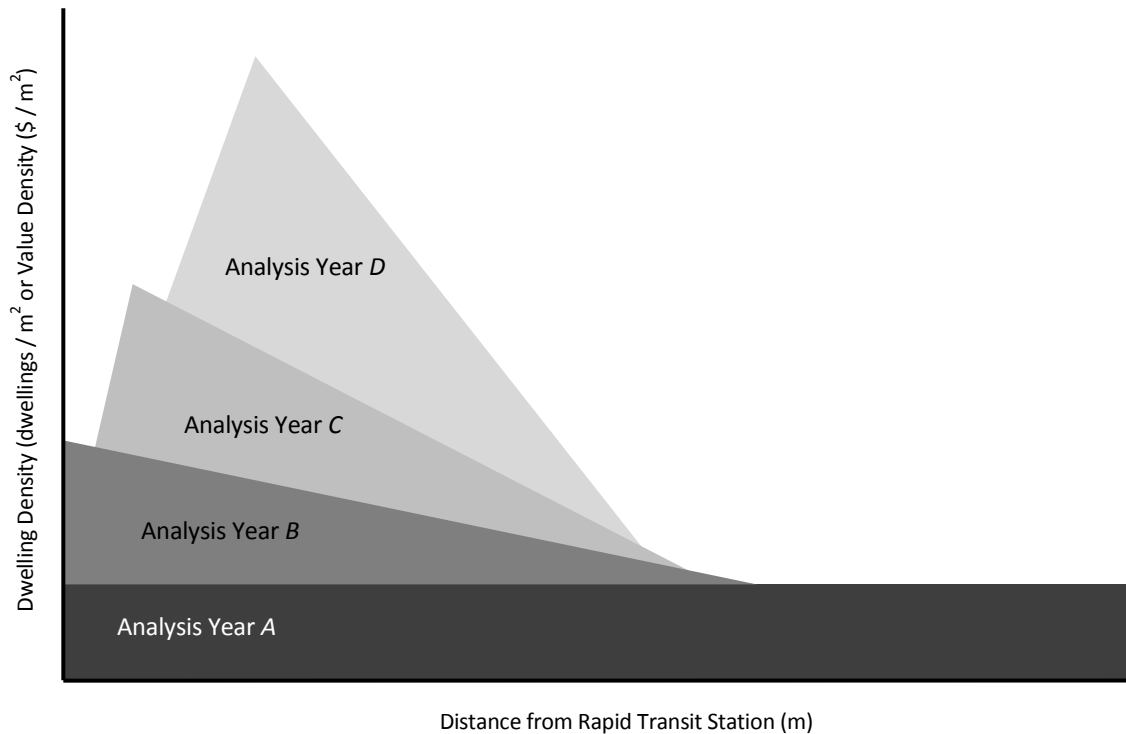 Dwelling Density (dwellings / m² or Value Density ($ / m²)
Analysis Year D
Analysis Year C
Analysis Year B
Analysis Year A
Distance from Rapid Transit Station (m)